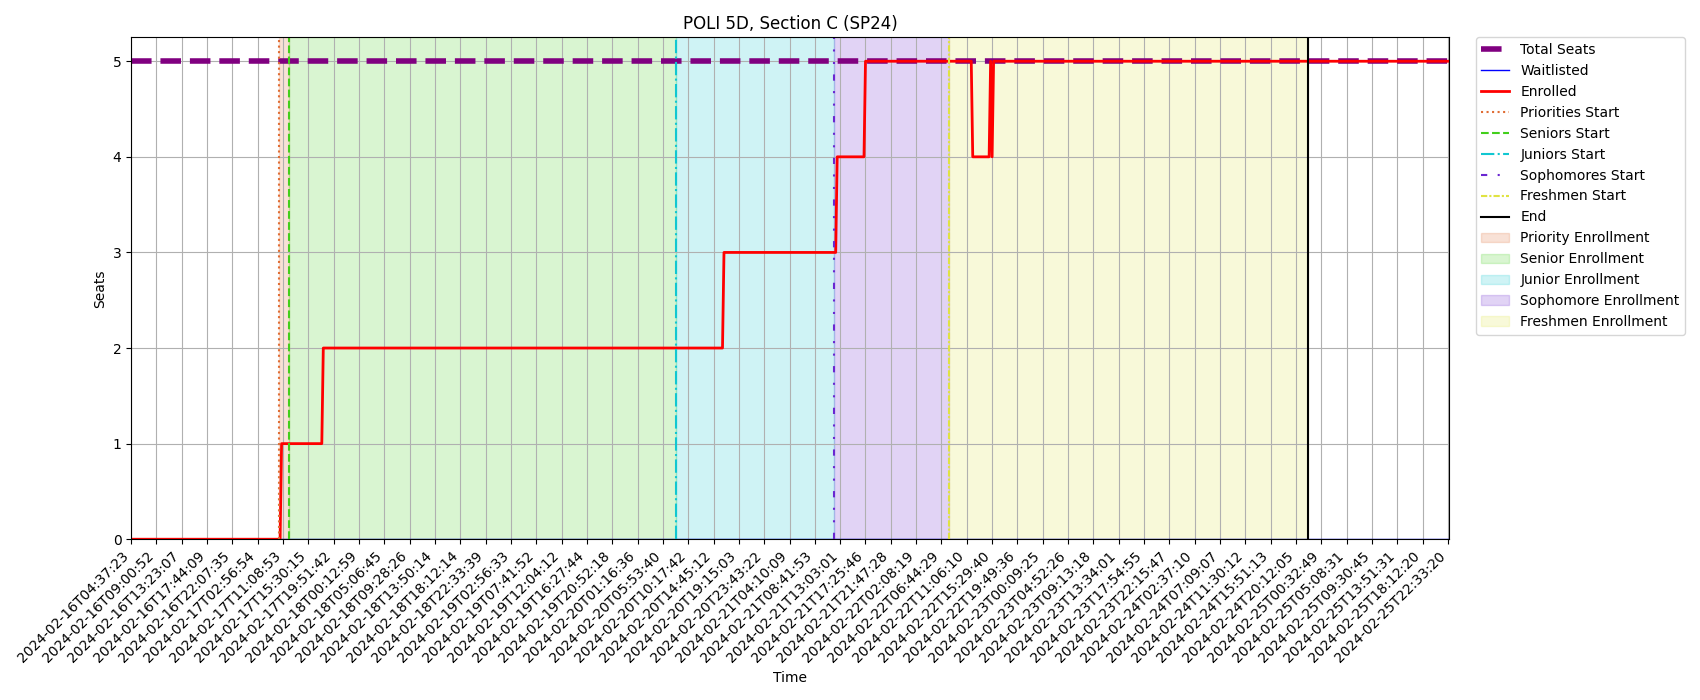 POLI 5D, Section C (SP24)
Seats
5
4
3
2
1
0
2024-02-16T04:37:23
2024-02-16T09:00:52
2024-02-16T13:23:07
2024-02-16T17:44:09
2024-02-16T22:07:35
2024-02-17T02:56:54
2024-02-17T11:08:53
2024-02-17T15:30:15
2024-02-17T19:51:42
2024-02-18T00:12:59
2024-02-18T05:06:45
2024-02-18T09:28:26
2024-02-18T13:50:14
2024-02-18T18:12:14
2024-02-18T22:33:39
2024-02-19T02:56:33
2024-02-19T07:41:52
2024-02-19T12:04:12
2024-02-19T16:27:44
2024-02-19T20:52:18
2024-02-20T01:16:36
2024-02-20T05:53:40
2024-02-20T10:17:42
2024-02-20T14:45:12
2024-02-20T19:15:03
2024-02-20T23:43:22
2024-02-21T04:10:09
2024-02-21T08:41:53
2024-02-21T13:03:01
2024-02-21T17:25:46
2024-02-21T21:47:28
2024-02-22T02:08:19
2024-02-22T06:44:29
2024-02-22T11:06:10
2024-02-22T15:29:40
2024-02-22T19:49:36
2024-02-23T00:09:25
2024-02-23T04:52:26
2024-02-23T09:13:18
2024-02-23T13:34:01
2024-02-23T17:54:55
2024-02-23T22:15:47
2024-02-24T02:37:10
2024-02-24T07:09:07
2024-02-24T11:30:12
2024-02-24T15:51:13
2024-02-24T20:12:05
2024-02-25T00:32:49
2024-02-25T05:08:31
2024-02-25T09:30:45
2024-02-25T13:51:31
2024-02-25T18:12:20
2024-02-25T22:33:20
Time
Total Seats
Waitlisted
Enrolled
Priorities Start
Seniors Start
Juniors Start
Sophomores Start
Freshmen Start
End
Priority Enrollment
Senior Enrollment
Junior Enrollment
Sophomore Enrollment
Freshmen Enrollment